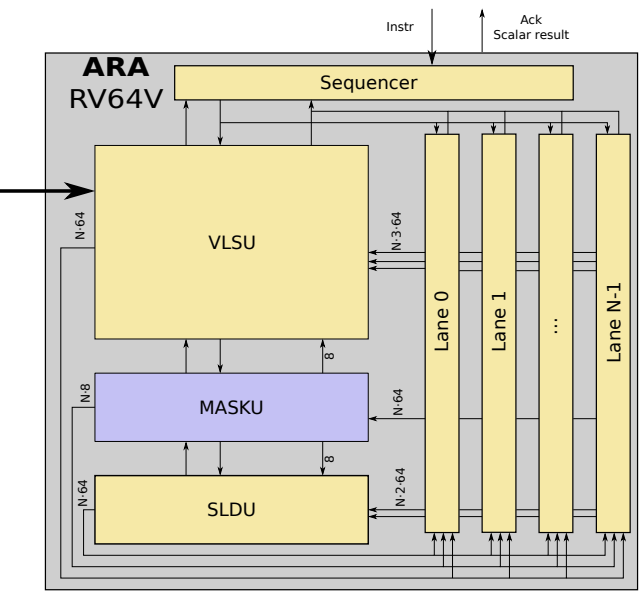 Instr
Ack
Scalar result
ARA
RV64V
Sequencer
N·64
VLSU
N·3·64
Lane 0
Lane 1
...
Lane N-1
8
N·8
MASKU
N·64
8
N·64
SLDU
N·2·64